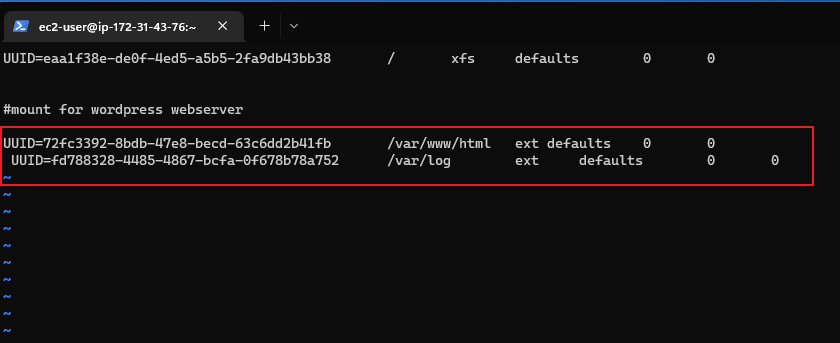 ec2-user@ip-172-31-43-76:~
UUID=eaa1f38e-de0f-4ed5-a5b5-2fa9db43bb38 / xfs defaults 0 0
#mount for wordpress webserver
UUID=72fc3392-8bdb-47e8-becd-63c6dd2b41fb /var/www/html ext defaults 0 0
UUID=fd788328-4485-4867-bcfa-0f678b78a752 /var/log ext defaults 0 0
~
~
~
~
~
~
~
~
~
~